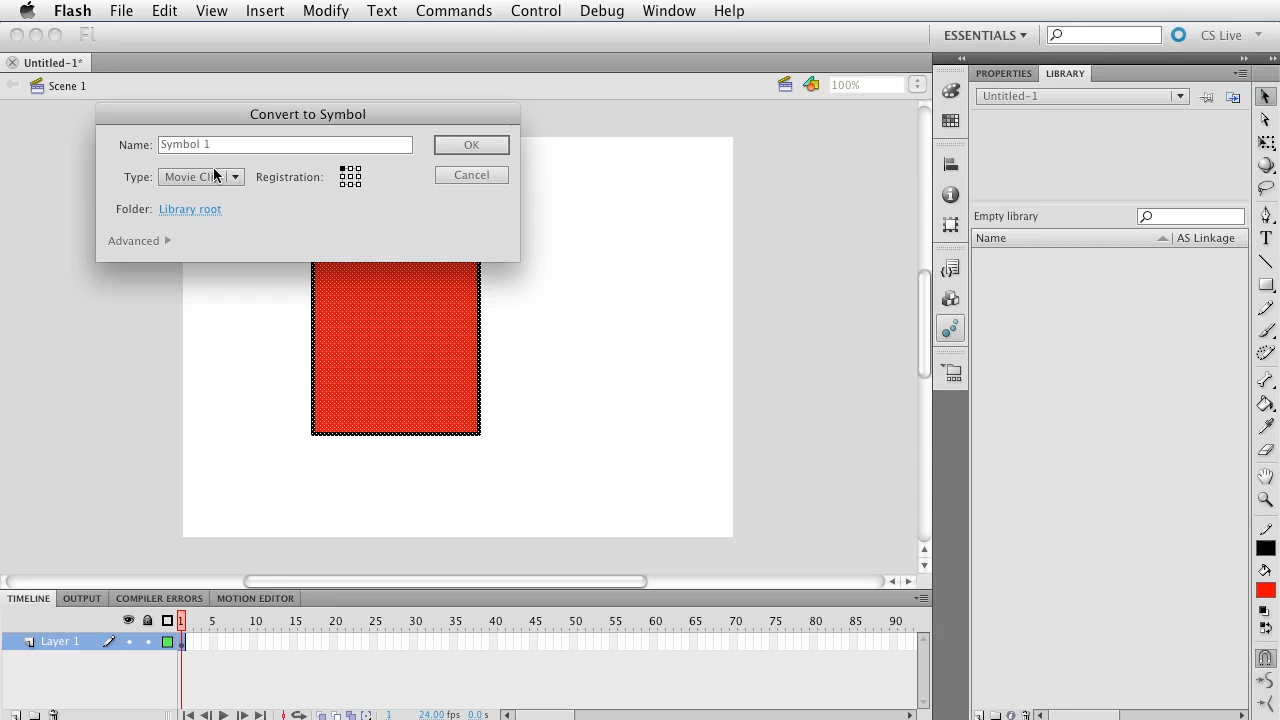 Flash File Edit View Insert Modify Text Commands Control Debug Window Help
Fl ESSENTIALS CS Live
Untitled-1*
Scene 1 100%
Convert to Symbol
Name: Symbol 1 OK
Type: Movie Registration: Cancel
Folder: Library root
Advanced
PROPERTIES LIBRARY
Untitled-1
Empty library
Name AS Linkage
TIMELINE OUTPUT COMPILER ERRORS MOTION EDITOR
1 5 10 15 20 25 30 35 40 45 50 55 60 65 70 75 80 85 90
Layer 1
1 24.00 fps 0.0 s